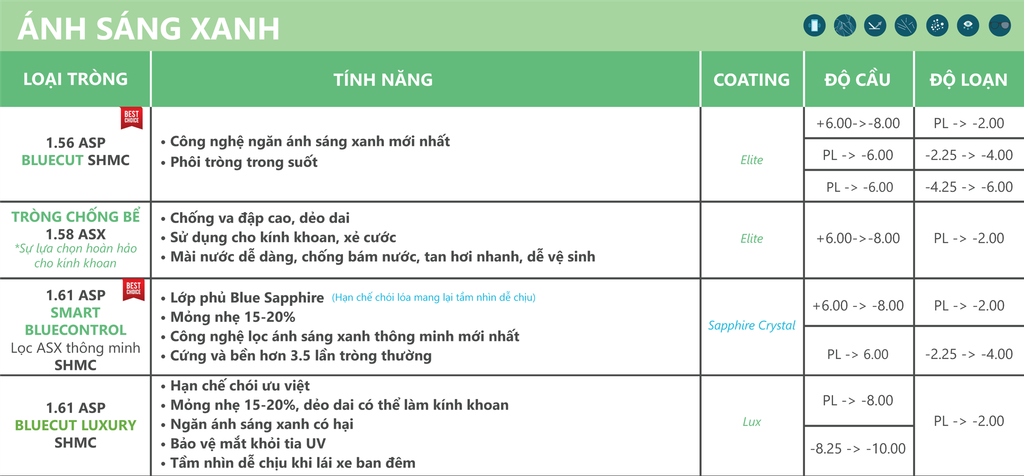 ÁNH SÁNG XANH
LOẠI TRÒNG
TÍNH NĂNG
COATING
ĐỘ CẦU
ĐỘ LOẠN
BEST
CHOICE
1.56 ASP
BLUECUT SHMC
• Công nghệ ngăn ánh sáng xanh mới nhất
• Phôi tròng trong suốt
Elite
+6.00->-8.00
PL -> -2.00
PL -> -6.00
-2.25 -> -4.00
PL -> -6.00
-4.25 -> -6.00
TRÒNG CHỐNG BỂ
1.58 ASX
*Sự lựa chọn hoàn hảo
cho kính khoan
• Chống va đập cao, dẻo dai
• Sử dụng cho kính khoan, xẻ cước
• Mài nước dễ dàng, chống bám nước, tan hơi nhanh, dễ vệ sinh
Elite
+6.00->-8.00
PL -> -2.00
BEST
CHOICE
1.61 ASP
SMART
BLUECONTROL
Lọc ASX thông minh
SHMC
• Lớp phủ Blue Sapphire (Hạn chế chói lóa mang lại tầm nhìn dễ chịu)
• Mỏng nhẹ 15-20%
• Công nghệ lọc ánh sáng xanh thông minh mới nhất
• Cứng và bền hơn 3.5 lần tròng thường
Sapphire Crystal
+6.00 -> -8.00
PL -> -2.00
PL -> 6.00
-2.25 -> -4.00
1.61 ASP
BLUECUT LUXURY
SHMC
• Hạn chế chói ưu việt
• Mỏng nhẹ 15-20%, dẻo dai có thể làm kính khoan
• Ngăn ánh sáng xanh có hại
• Bảo vệ mắt khỏi tia UV
• Tầm nhìn dễ chịu khi lái xe ban đêm
Lux
PL -> -8.00
-8.25 -> -10.00
PL -> -2.00